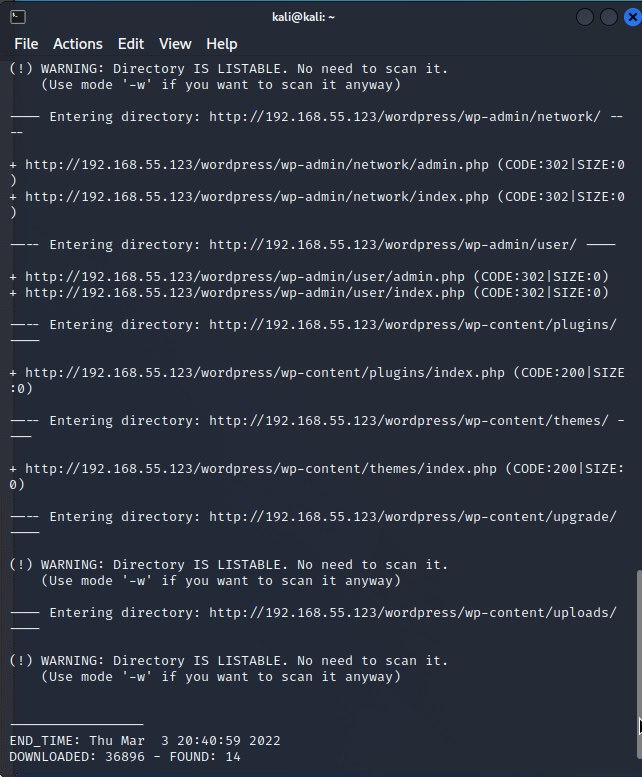 kali@kali: ~
File Actions Edit View Help
(!) WARNING: Directory IS LISTABLE. No need to scan it.
    (Use mode '-w' if you want to scan it anyway)
---- Entering directory: http://192.168.55.123/wordpress/wp-admin/network/ --
--
+ http://192.168.55.123/wordpress/wp-admin/network/admin.php (CODE:302|SIZE:0
)
+ http://192.168.55.123/wordpress/wp-admin/network/index.php (CODE:302|SIZE:0
)
---- Entering directory: http://192.168.55.123/wordpress/wp-admin/user/ ----
+ http://192.168.55.123/wordpress/wp-admin/user/admin.php (CODE:302|SIZE:0)
+ http://192.168.55.123/wordpress/wp-admin/user/index.php (CODE:302|SIZE:0)
---- Entering directory: http://192.168.55.123/wordpress/wp-content/plugins/
----
+ http://192.168.55.123/wordpress/wp-content/plugins/index.php (CODE:200|SIZE
:0)
---- Entering directory: http://192.168.55.123/wordpress/wp-content/themes/ -
---
+ http://192.168.55.123/wordpress/wp-content/themes/index.php (CODE:200|SIZE:
0)
---- Entering directory: http://192.168.55.123/wordpress/wp-content/upgrade/
----
(!) WARNING: Directory IS LISTABLE. No need to scan it.
    (Use mode '-w' if you want to scan it anyway)
---- Entering directory: http://192.168.55.123/wordpress/wp-content/uploads/
----
(!) WARNING: Directory IS LISTABLE. No need to scan it.
    (Use mode '-w' if you want to scan it anyway)
-----------------
END_TIME: Thu Mar  3 20:40:59 2022
DOWNLOADED: 36896 - FOUND: 14